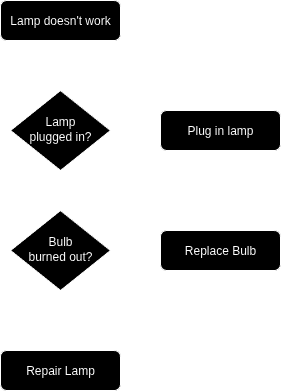 Lamp doesn't work
Lamp
plugged in?
Plug in lamp
Bulb
burned out?
Replace Bulb
Repair Lamp